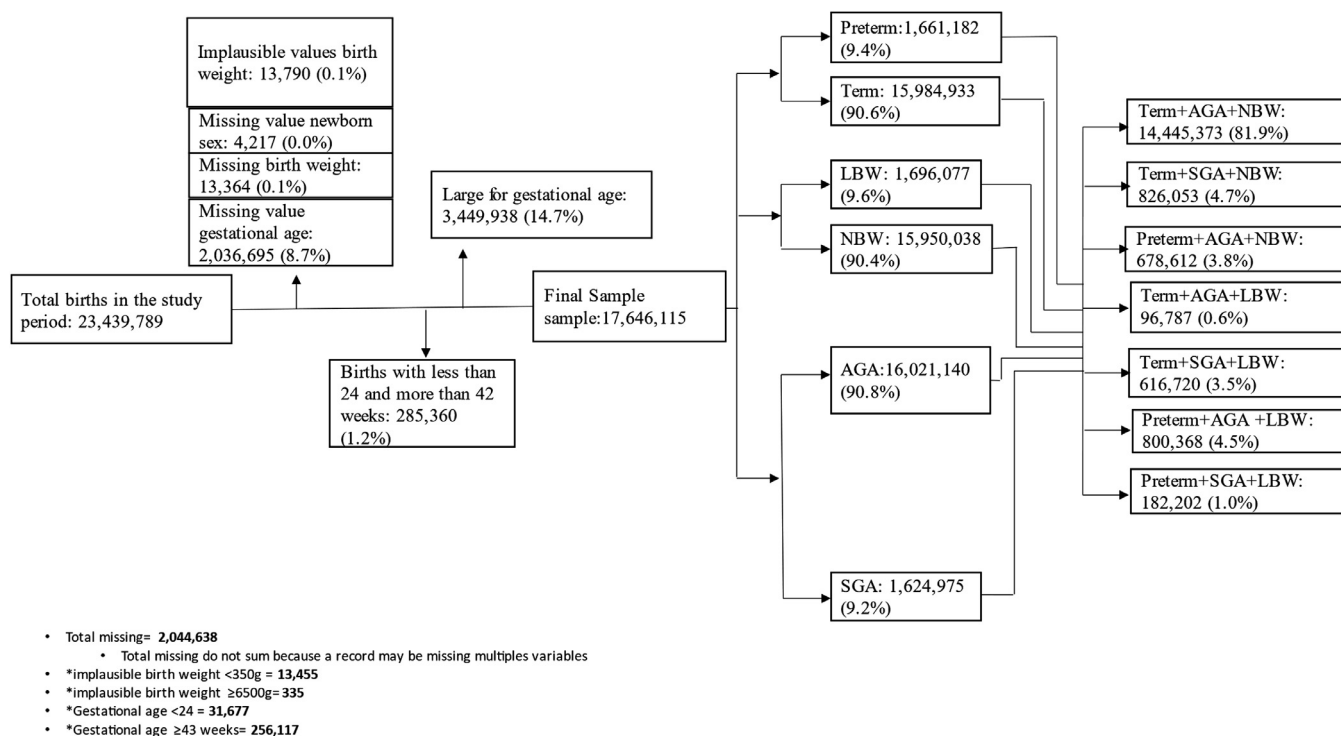 Implausible values birth
weight: 13,790 (0.1%)
Missing value newborn
sex: 4,217 (0.0%)
Missing birth weight:
13,364 (0.1%)
Missing value
gestational age:
2,036,695 (8.7%)
Total births in the study
period: 23,439,789
Large for gestational age:
3,449,938 (14.7%)
Births with less than
24 and more than 42
weeks: 285,360
(1.2%)
Final Sample
sample:17,646,115
Preterm:1,661,182
(9.4%)
Term: 15,984,933
(90.6%)
LBW: 1,696,077
(9.6%)
NBW: 15,950,038
(90.4%)
AGA:16,021,140
(90.8%)
SGA: 1,624,975
(9.2%)
Term+AGA+NBW:
14,445,373 (81.9%)
Term+SGA+NBW:
826,053 (4.7%)
Preterm+AGA+NBW:
678,612 (3.8%)
Term+AGA+LBW:
96,787 (0.6%)
Term+SGA+LBW:
616,720 (3.5%)
Preterm+AGA +LBW:
800,368 (4.5%)
Preterm+SGA+LBW:
182,202 (1.0%)
• Total missing= 2,044,638
• Total missing do not sum because a record may be missing multiples variables
• *implausible birth weight <350g = 13,455
• *implausible birth weight ≥6500g= 335
• *Gestational age <24 = 31,677
• *Gestational age ≥43 weeks= 256,117